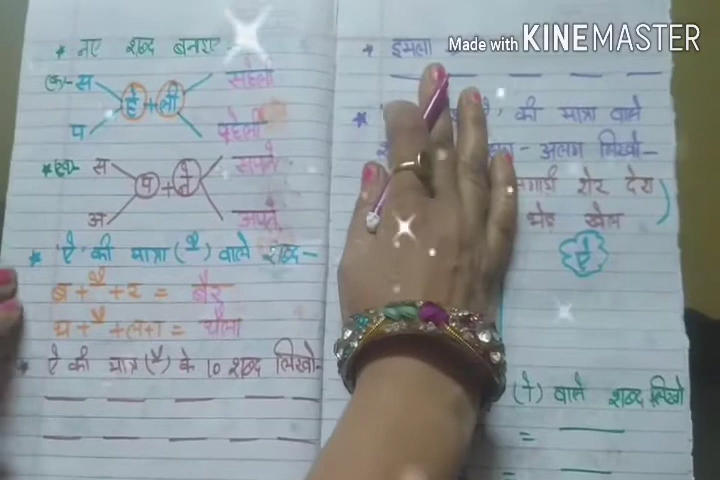 * नए शब्द बनाए -
(क)- स हे + ली सहेली
प पहेली
*(ख)- स प + ने सपने
अ अपने
* 'ऐ' की मात्रा (ै) वाले शब्द -
ब + ै + र = बैर
थ + ै + ल + ा = थैला
* ऐ की मात्र (ै) के 10 शब्द लिखो -
* इमला
की मात्रा वाले
अलग लिखो -
शेर देश
भेड़ खेल
ऐ
(ो) वाले शब्द लिखो
=
=
Made with KINEMASTER